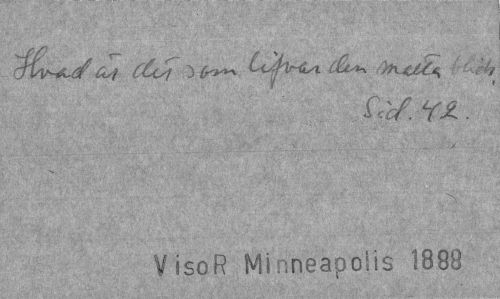 Hvad är det som lifvar den matta blick,
Sid. 42.
VisoR Minneapolis 1888